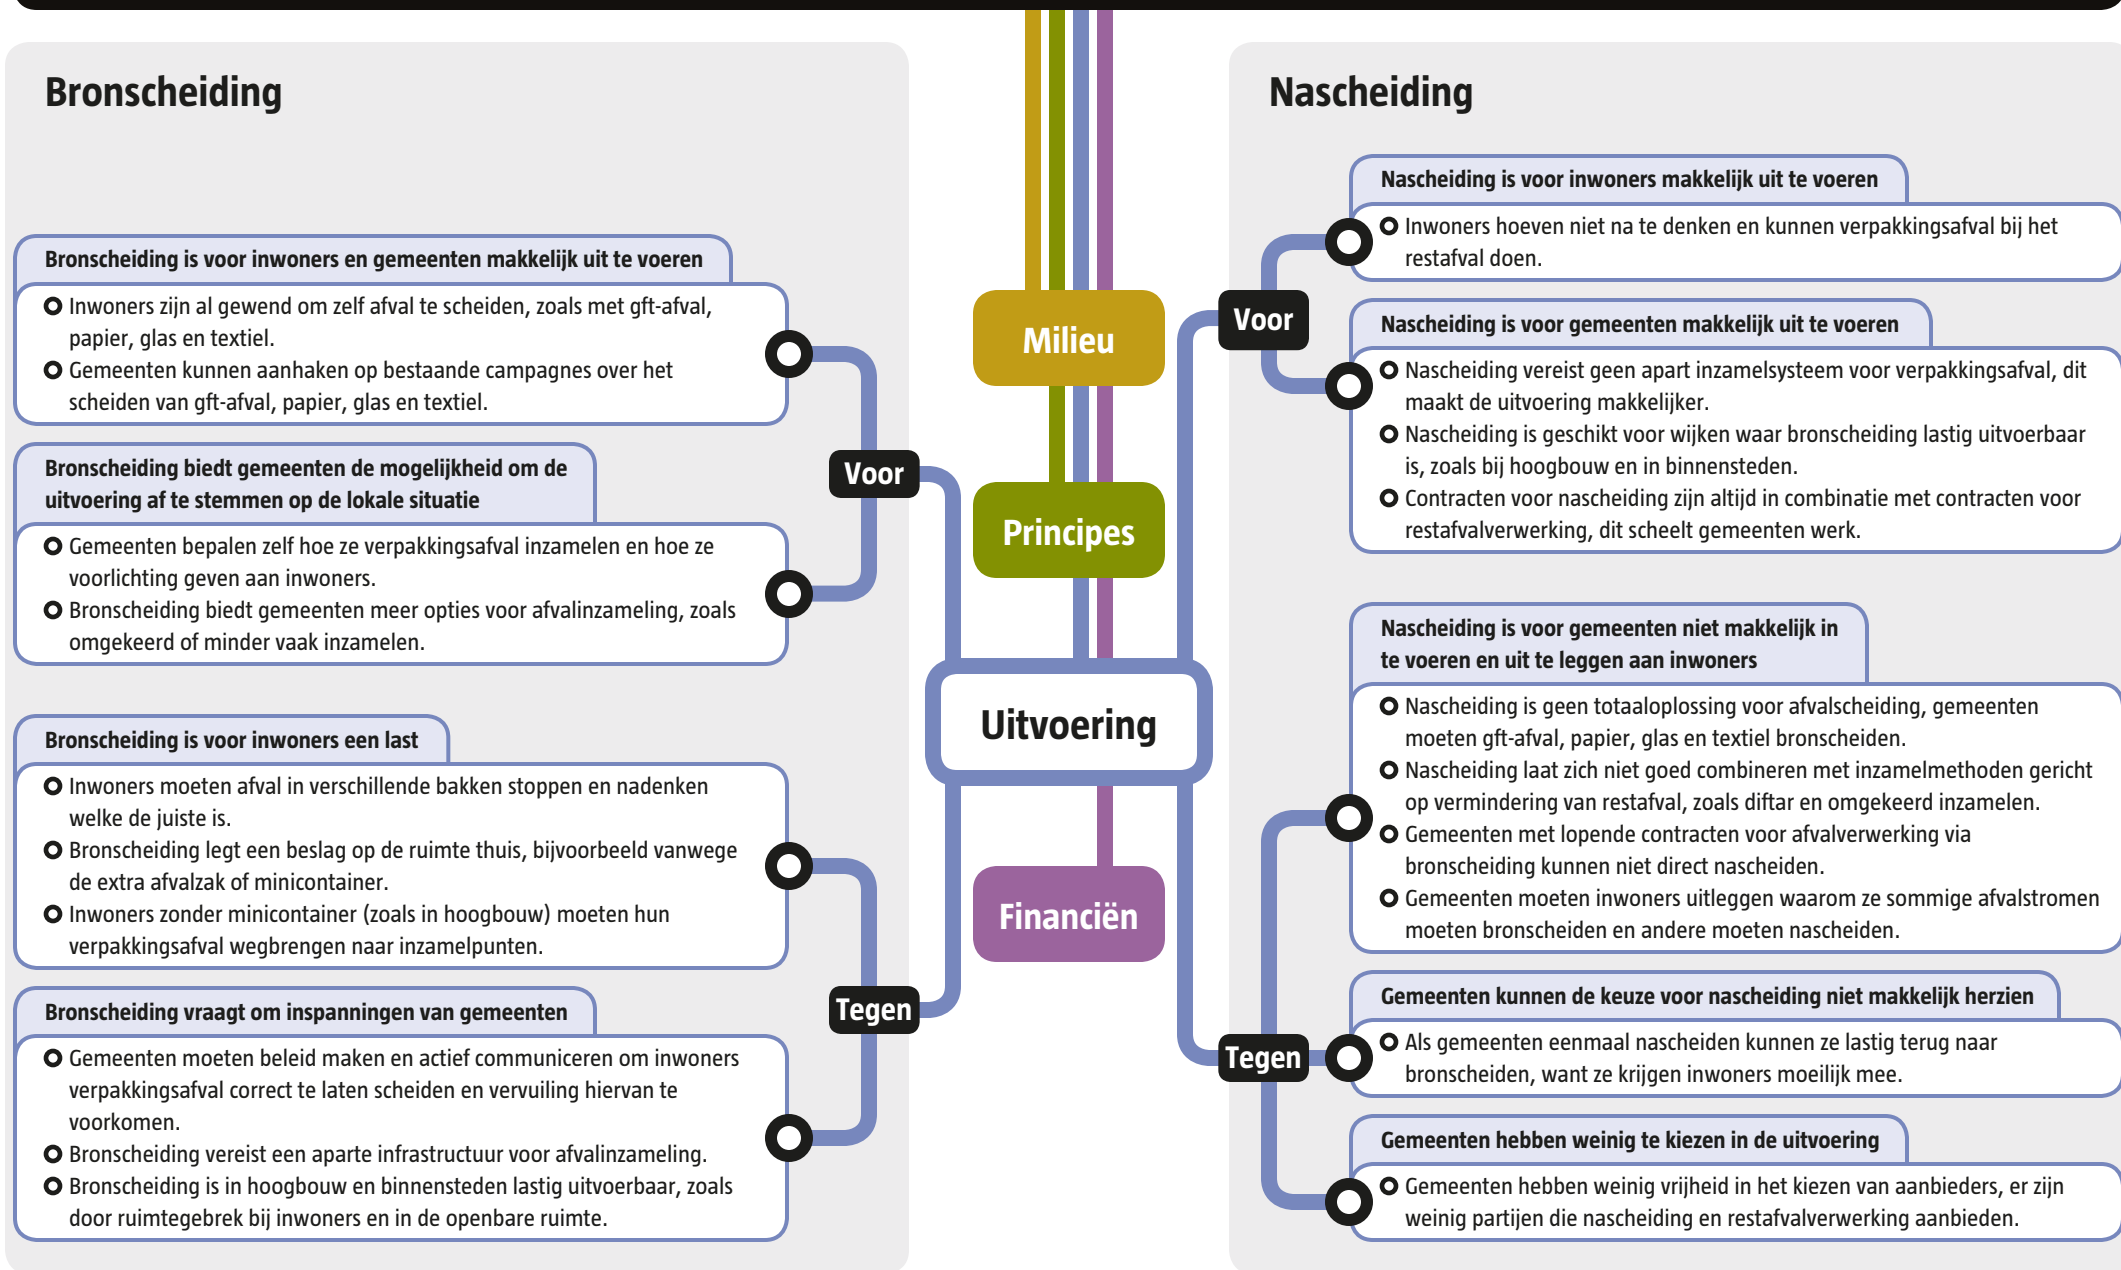 Bronscheiding
Bronscheiding is voor inwoners en gemeenten makkelijk uit te voeren
Inwoners zijn al gewend om zelf afval te scheiden, zoals met gft-afval,
papier, glas en textiel.
Gemeenten kunnen aanhaken op bestaande campagnes over het
scheiden van gft-afval, papier, glas en textiel.
Bronscheiding biedt gemeenten de mogelijkheid om de
uitvoering af te stemmen op de lokale situatie
Gemeenten bepalen zelf hoe ze verpakkingsafval inzamelen en hoe ze
voorlichting geven aan inwoners.
Bronscheiding biedt gemeenten meer opties voor afvalinzameling, zoals
omgekeerd of minder vaak inzamelen.
Voor
Bronscheiding is voor inwoners een last
Inwoners moeten afval in verschillende bakken stoppen en nadenken
welke de juiste is.
Bronscheiding legt een beslag op de ruimte thuis, bijvoorbeeld vanwege
de extra afvalzak of minicontainer.
Inwoners zonder minicontainer (zoals in hoogbouw) moeten hun
verpakkingsafval wegbrengen naar inzamelpunten.
Bronscheiding vraagt om inspanningen van gemeenten
Gemeenten moeten beleid maken en actief communiceren om inwoners
verpakkingsafval correct te laten scheiden en vervuiling hiervan te
voorkomen.
Bronscheiding vereist een aparte infrastructuur voor afvalinzameling.
Bronscheiding is in hoogbouw en binnensteden lastig uitvoerbaar, zoals
door ruimtegebrek bij inwoners en in de openbare ruimte.
Tegen
Milieu
Principes
Uitvoering
Financiën
Nascheiding
Voor
Nascheiding is voor inwoners makkelijk uit te voeren
Inwoners hoeven niet na te denken en kunnen verpakkingsafval bij het
restafval doen.
Nascheiding is voor gemeenten makkelijk uit te voeren
Nascheiding vereist geen apart inzamelsysteem voor verpakkingsafval, dit
maakt de uitvoering makkelijker.
Nascheiding is geschikt voor wijken waar bronscheiding lastig uitvoerbaar
is, zoals bij hoogbouw en in binnensteden.
Contracten voor nascheiding zijn altijd in combinatie met contracten voor
restafvalverwerking, dit scheelt gemeenten werk.
Tegen
Nascheiding is voor gemeenten niet makkelijk in
te voeren en uit te leggen aan inwoners
Nascheiding is geen totaaloplossing voor afvalscheiding, gemeenten
moeten gft-afval, papier, glas en textiel bronscheiden.
Nascheiding laat zich niet goed combineren met inzamelmethoden gericht
op vermindering van restafval, zoals diftar en omgekeerd inzamelen.
Gemeenten met lopende contracten voor afvalverwerking via
bronscheiding kunnen niet direct nascheiden.
Gemeenten moeten inwoners uitleggen waarom ze sommige afvalstromen
moeten bronscheiden en andere moeten nascheiden.
Gemeenten kunnen de keuze voor nascheiding niet makkelijk herzien
Als gemeenten eenmaal nascheiden kunnen ze lastig terug naar
bronscheiden, want ze krijgen inwoners moeilijk mee.
Gemeenten hebben weinig te kiezen in de uitvoering
Gemeenten hebben weinig vrijheid in het kiezen van aanbieders, er zijn
weinig partijen die nascheiding en restafvalverwerking aanbieden.